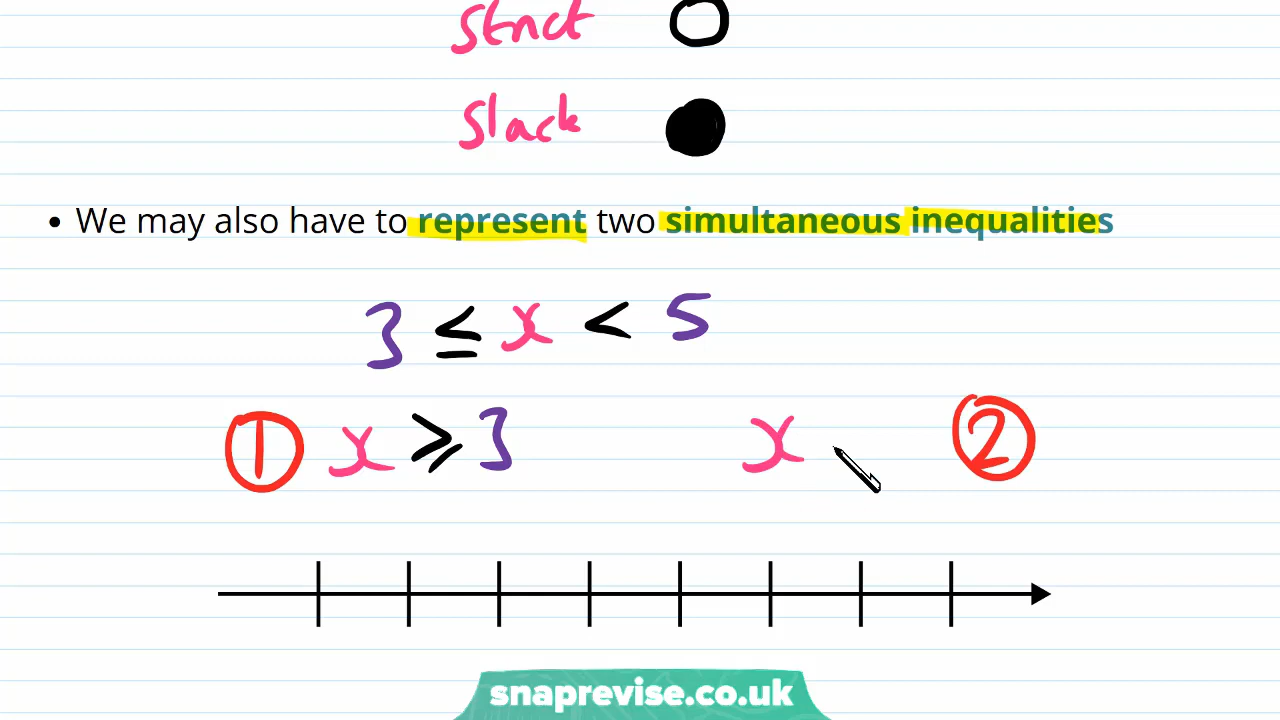 strict
slack
• We may also have to represent two simultaneous inequalities
3 ≤ x < 5
① x ⩾ 3 x ②
snaprevise.co.uk